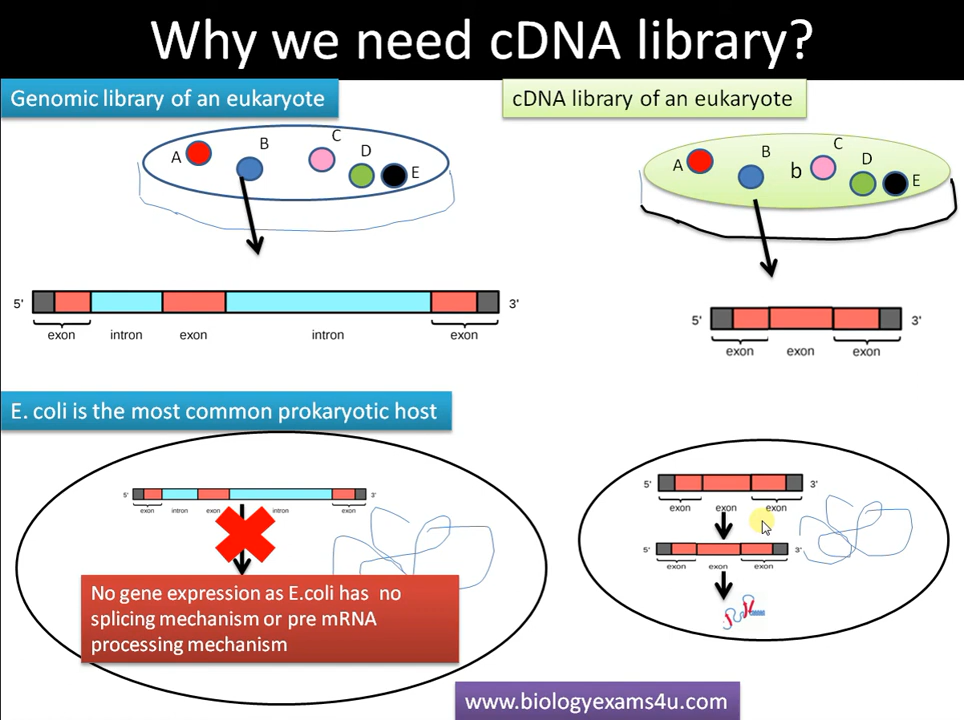 Why we need cDNA library?
Genomic library of an eukaryote
cDNA library of an eukaryote
A
B
C
D
E
A
B
b
C
D
E
5'
3'
exon
intron
exon
intron
exon
5'
3'
exon
exon
exon
E. coli is the most common prokaryotic host
5'
3'
exon
intron
exon
intron
exon
No gene expression as E.coli has no
splicing mechanism or pre mRNA
processing mechanism
5'
3'
exon
exon
exon
5'
3'
exon
exon
exon
www.biologyexams4u.com